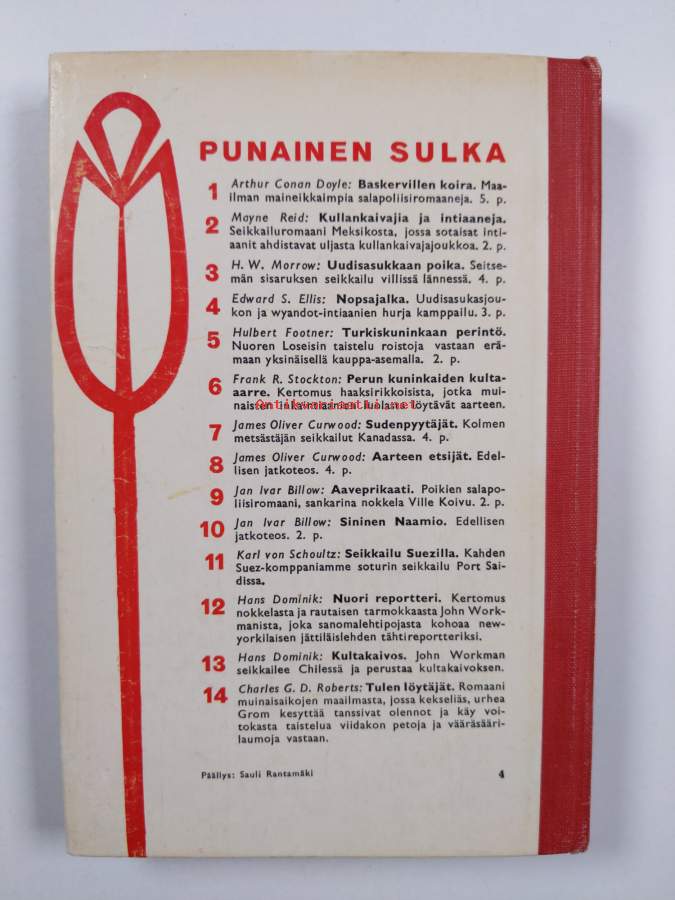 PUNAINEN SULKA
1 Arthur Conan Doyle: Baskervillen koira. Maa-
ilman maineikkaimpia salapoliisiromaaneja. 5. p.
2 Mayne Reid: Kullankaivajia ja intiaaneja.
Seikkailuromaani Meksikosta, jossa sotaisat inti-
aanit ahdistavat uljasta kullankaivajajoukkoa. 2. p.
3 H. W. Morrow: Uudisasukkaan poika. Seitse-
män sisaruksen seikkailu villissä lännessä. 4. p.
4 Edward S. Ellis: Nopsajalka. Uudisasukasjou-
kon ja wyandot-intiaanien hurja kamppailu. 3. p.
5 Hulbert Footner: Turkiskuninkaan perintö.
Nuoren Loseisin taistelu roistoja vastaan erä-
maan yksinäisellä kauppa-asemalla. 2. p.
6 Frank R. Stockton: Perun kuninkaiden kulta-
aarre. Kertomus haaksirikkoisista, jotka mui-
naisten inkavainajien luolasta löytävät aarteen.
Antikvariaatti.net
7 James Oliver Curwood: Sudenpyytäjät. Kolmen
metsästäjän seikkailut Kanadassa. 4. p.
8 James Oliver Curwood: Aarteen etsijät. Edel-
lisen jatkoteos. 4. p.
9 Jan Ivar Billow: Aaveprikaati. Poikien salapo-
liisiromaani, sankarina nokkela Ville Koivu. 2. p.
10 Jan Ivar Billow: Sininen Naamio. Edellisen
jatkoteos. 2. p.
11 Karl von Schoultz: Seikkailu Suezilla. Kahden
Suez-komppaniamme soturin seikkailu Port Sai-
dissa.
12 Hans Dominik: Nuori reportteri. Kertomus
nokkelasta ja rautaisen tarmokkaasta John Work-
manista, joka sanomalehtipojasta kohoaa new-
yorkilaisen jättiläislehden tähtireportteriksi.
13 Hans Dominik: Kultakaivos. John Workman
seikkailee Chilessä ja perustaa kultakaivoksen.
14 Charles G. D. Roberts: Tulen löytäjät. Romaani
muinaisaikojen maailmasta, jossa kekseliäs, urhea
Grom kesyttää tanssivat olennot ja käy voi-
tokasta taistelua viidakon petoja ja vääräsääri-
laumoja vastaan.
Päällys: Sauli Rantamäki 4